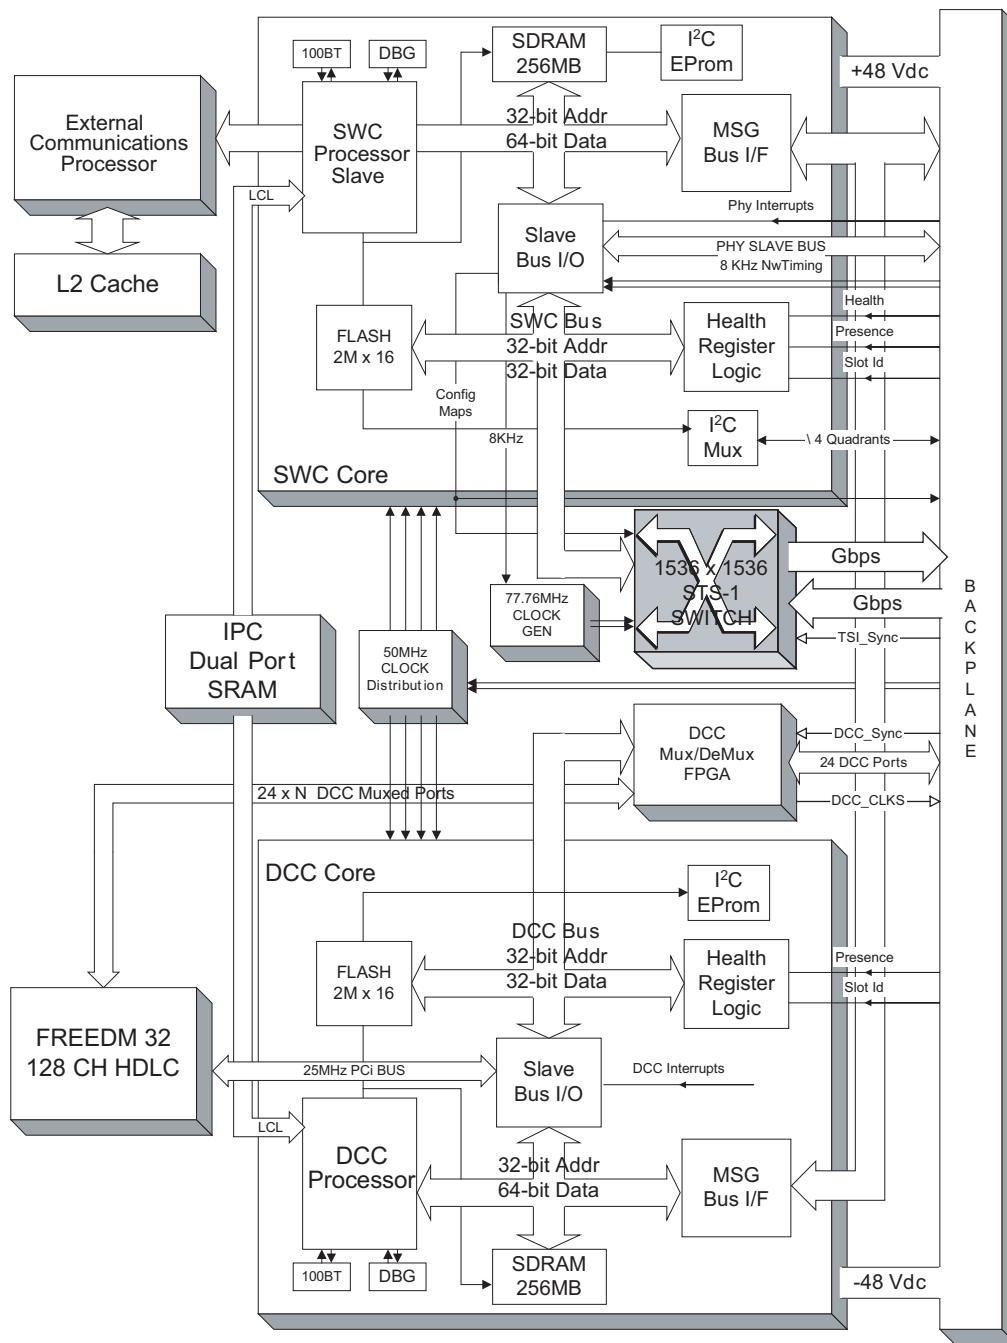 100BT
DBG
SDRAM
256MB
I²C
EProm
+48 Vdc
External
Communications
Processor
SWC
Processor
Slave
32-bit Addr
64-bit Data
MSG
Bus I/F
LCL
L2 Cache
Slave
Bus I/O
Phy Interrupts
PHY SLAVE BUS
8 KHz NwTiming
FLASH
2M x 16
SWC Bus
32-bit Addr
32-bit Data
Health
Register
Logic
Health
Presence
Slot Id
Config
Maps
8KHz
I²C
Mux
\ 4 Quadrants
SWC Core
1536 x 1536
STS-1
SWITCH
Gbps
Gbps
TSI_Sync
77.76MHz
CLOCK
GEN
IPC
Dual Port
SRAM
50MHz
CLOCK
Distribution
BACKPLANE
DCC
Mux/DeMux
FPGA
DCC_Sync
24 DCC Ports
DCC_CLKS
24 x N DCC Muxed Ports
DCC Core
I²C
EProm
FLASH
2M x 16
DCC Bus
32-bit Addr
32-bit Data
Health
Register
Logic
Presence
Slot Id
FREEDM 32
128 CH HDLC
25MHz PCi BUS
Slave
Bus I/O
DCC Interrupts
LCL
DCC
Processor
32-bit Addr
64-bit Data
MSG
Bus I/F
100BT
DBG
SDRAM
256MB
-48 Vdc